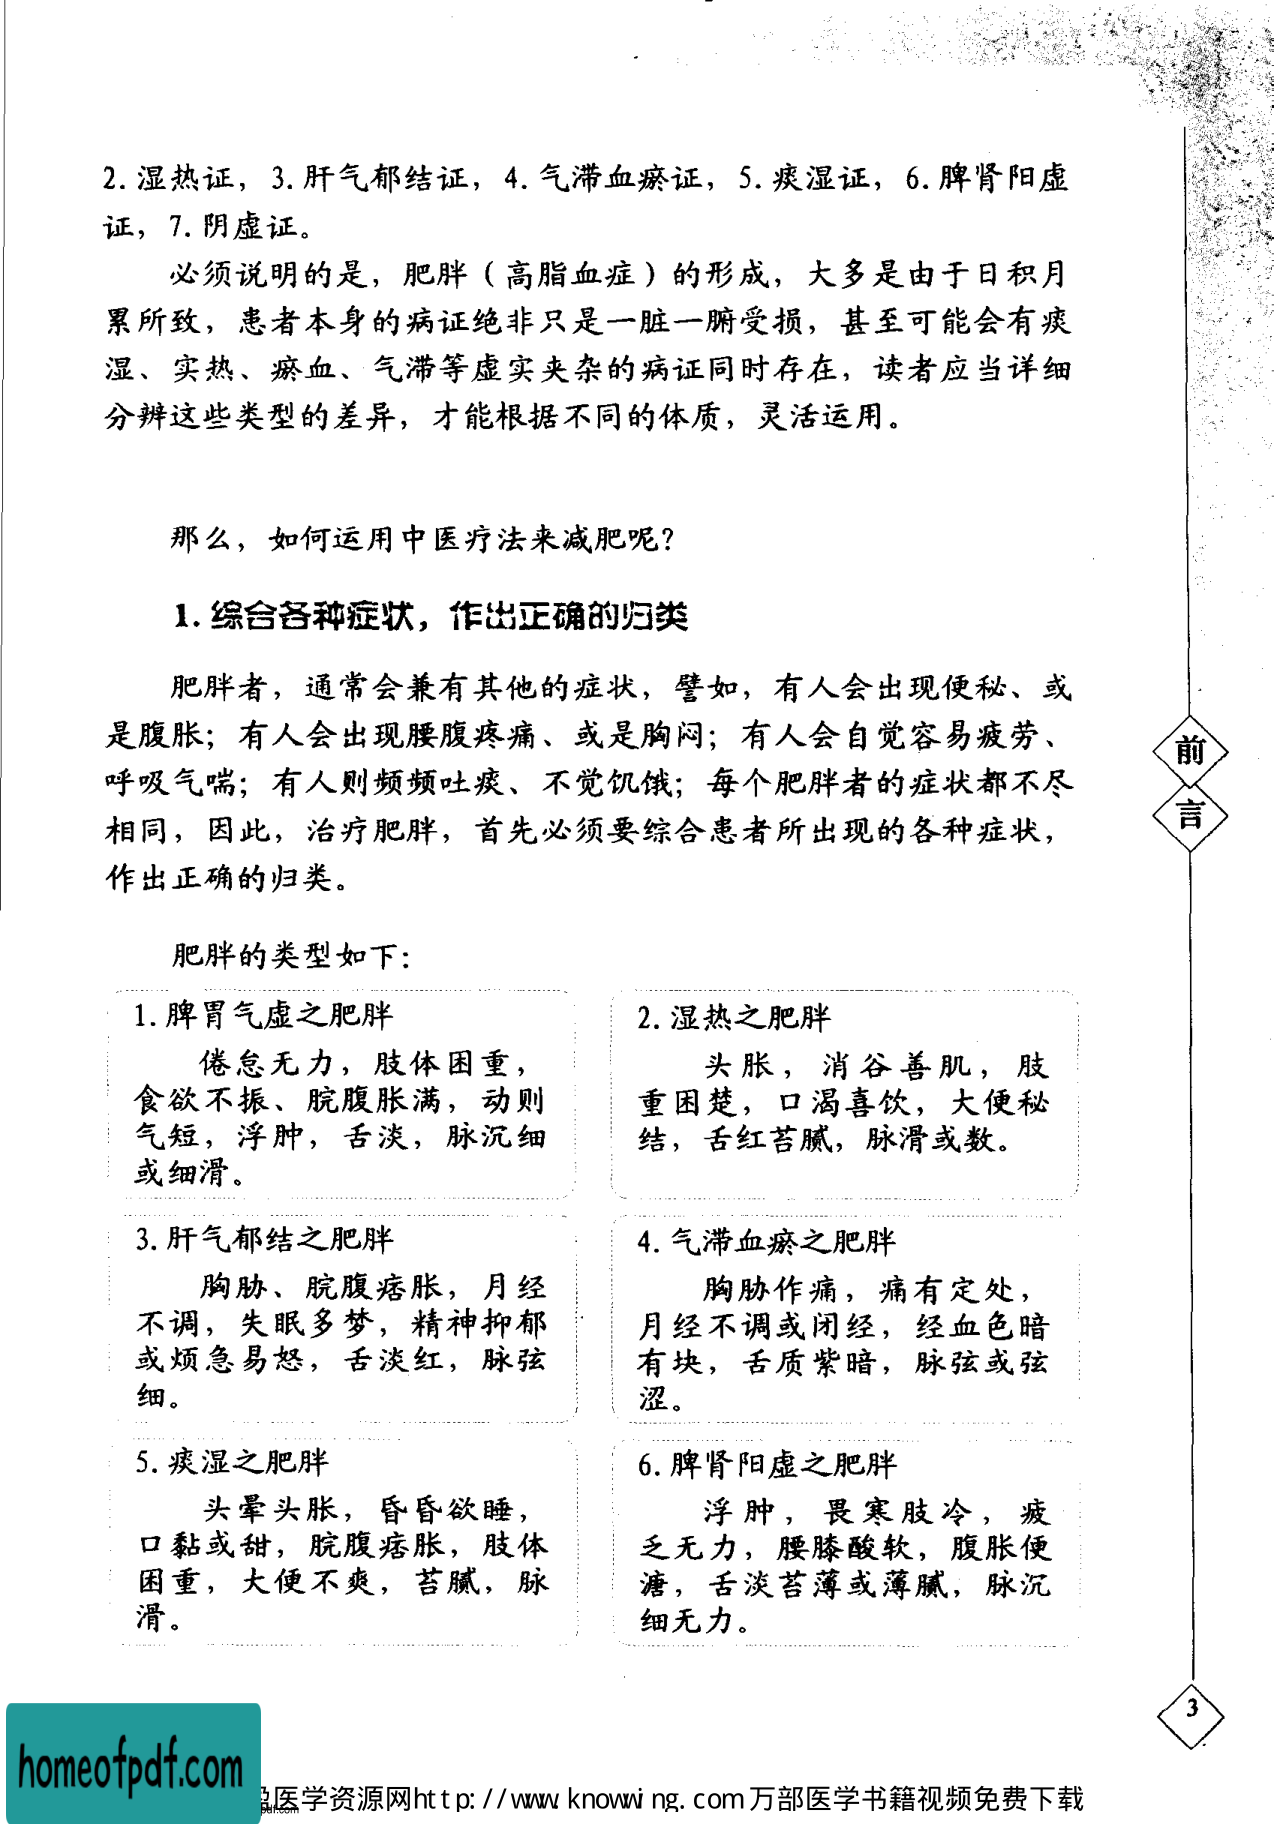 2. 湿热证，3. 肝气郁结证，4. 气滞血瘀证，5. 痰湿证，6. 脾肾阳虚
证，7. 阴虚证。
必须说明的是，肥胖（高脂血症）的形成，大多是由于日积月
累所致，患者本身的病证绝非只是一脏一腑受损，甚至可能会有痰
湿、实热、瘀血、气滞等虚实夹杂的病证同时存在，读者应当详细
分辨这些类型的差异，才能根据不同的体质，灵活运用。
那么，如何运用中医疗法来减肥呢？
1. 综合各种症状，作出正确的归类
肥胖者，通常会兼有其他的症状，譬如，有人会出现便秘、或
是腹胀；有人会出现腰腹疼痛、或是胸闷；有人会自觉容易疲劳、
呼吸气喘；有人则频频吐痰、不觉饥饿；每个肥胖者的症状都不尽
相同，因此，治疗肥胖，首先必须要综合患者所出现的各种症状，
作出正确的归类。
肥胖的类型如下：
1. 脾胃气虚之肥胖
倦怠无力，肢体困重，
食欲不振、脘腹胀满，动则
气短，浮肿，舌淡，脉沉细
或细滑。
2. 湿热之肥胖
头胀，消谷善肌，肢
重困楚，口渴喜饮，大便秘
结，舌红苔腻，脉滑或数。
3. 肝气郁结之肥胖
胸胁、脘腹痞胀，月经
不调，失眠多梦，精神抑郁
或烦急易怒，舌淡红，脉弦
细。
4. 气滞血瘀之肥胖
胸胁作痛，痛有定处，
月经不调或闭经，经血色暗
有块，舌质紫暗，脉弦或弦
涩。
5. 痰湿之肥胖
头晕头胀，昏昏欲睡，
口黏或甜，脘腹痞胀，肢体
困重，大便不爽，苔腻，脉
滑。
6. 脾肾阳虚之肥胖
浮肿，畏寒肢冷，疲
乏无力，腰膝酸软，腹胀便
溏，舌淡苔薄或薄腻，脉沉
细无力。
前
言
3
homeofpdf.com
医学资源网http://www.knowwing.com万部医学书籍视频免费下载